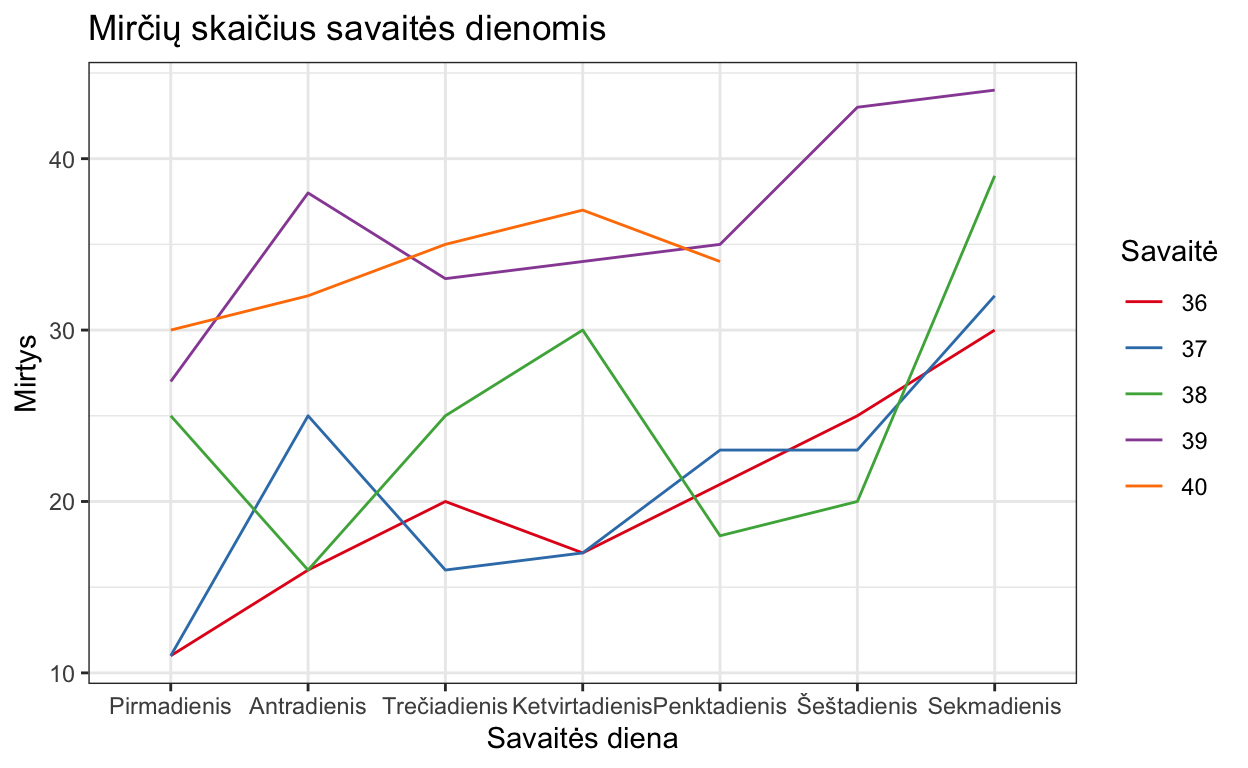 Mirčių skaičius savaitės dienomis
Mirtys
40
30
20
10
Pirmadienis Antradienis Trečiadienis Ketvirtadienis Penktadienis Šeštadienis Sekmadienis
Savaitės diena
Savaitė
36
37
38
39
40